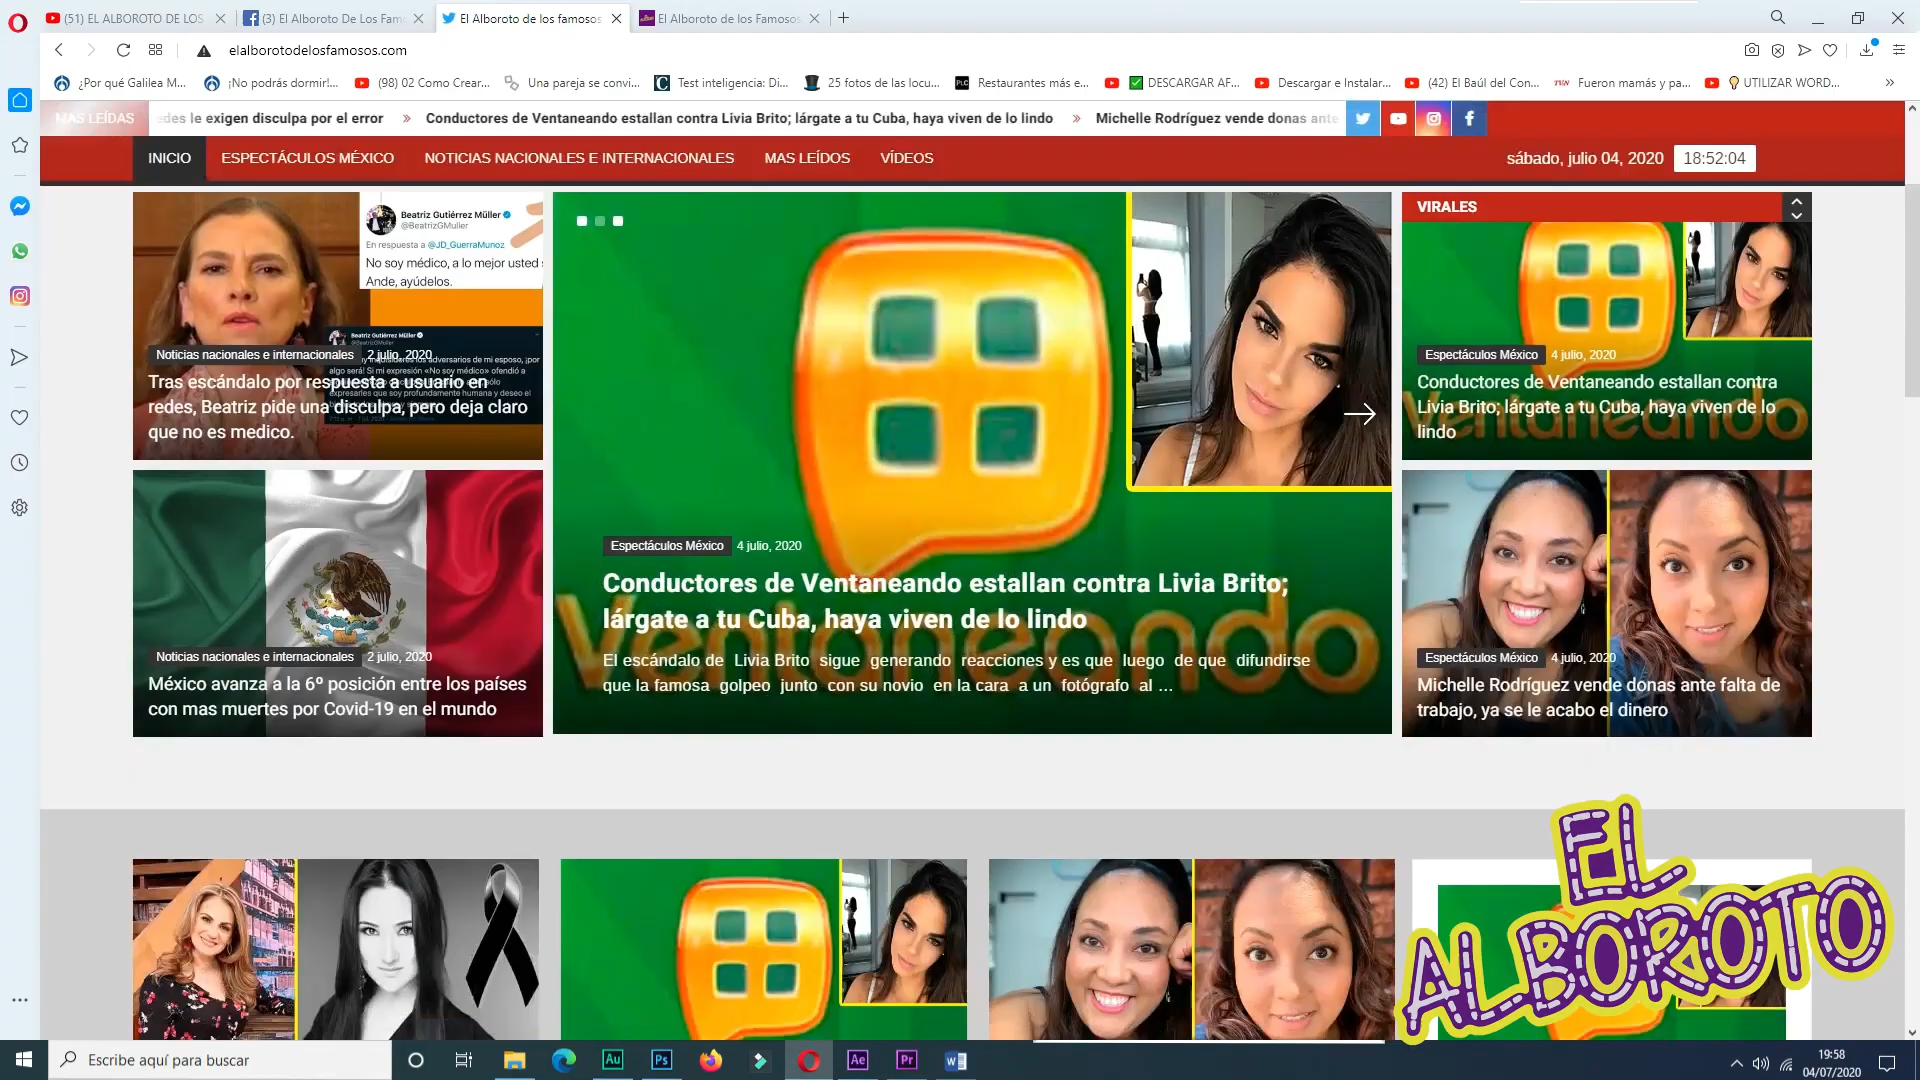 (51) EL ALBOROTO DE LOS
(3) El Alboroto De Los Fam
El Alboroto de los famosos
El Alboroto de los Famosos
elalborotodelosfamosos.com
¿Por qué Galilea M...
¡No podrás dormir!...
(98) 02 Como Crear...
Una pareja se convi...
Test inteligencia: Di...
25 fotos de las locu...
Restaurantes más e...
DESCARGAR AF...
Descargar e Instalar...
(42) El Baúl del Con...
Fueron mamás y pa...
UTILIZAR WORD...
MAS LEÍDAS
edes le exigen disculpa por el error » Conductores de Ventaneando estallan contra Livia Brito; lárgate a tu Cuba, haya viven de lo lindo » Michelle Rodríguez vende donas ante
INICIO ESPECTÁCULOS MÉXICO NOTICIAS NACIONALES E INTERNACIONALES MAS LEÍDOS VÍDEOS
sábado, julio 04, 2020 18:52:04
Beatriz Gutiérrez Müller
@BeatrizGMuller
En respuesta a @JD_GuerraMunoz
No soy médico, a lo mejor usted
Ande, ayúdelos.
Beatriz Gutiérrez Müller
@BeatrizGMuller
Noticias nacionales e internacionales 2 julio, 2020
Tras escándalo por respuesta a usuario en
redes, Beatriz pide una disculpa, pero deja claro
que no es medico.
Noticias nacionales e internacionales 2 julio, 2020
México avanza a la 6º posición entre los países
con mas muertes por Covid-19 en el mundo
Espectáculos México 4 julio, 2020
Conductores de Ventaneando estallan contra Livia Brito;
lárgate a tu Cuba, haya viven de lo lindo
El escándalo de Livia Brito sigue generando reacciones y es que luego de que difundirse
que la famosa golpeo junto con su novio en la cara a un fotógrafo al ...
Ventaneando
VIRALES
Espectáculos México 4 julio, 2020
Conductores de Ventaneando estallan contra
Livia Brito; lárgate a tu Cuba, haya viven de lo
lindo
Ventaneando
Espectáculos México 4 julio, 2020
Michelle Rodríguez vende donas ante falta de
trabajo, ya se le acabo el dinero
EL
ALBOROTO
Escribe aquí para buscar
Au
Ps
Ae
Pr
19:58
04/07/2020